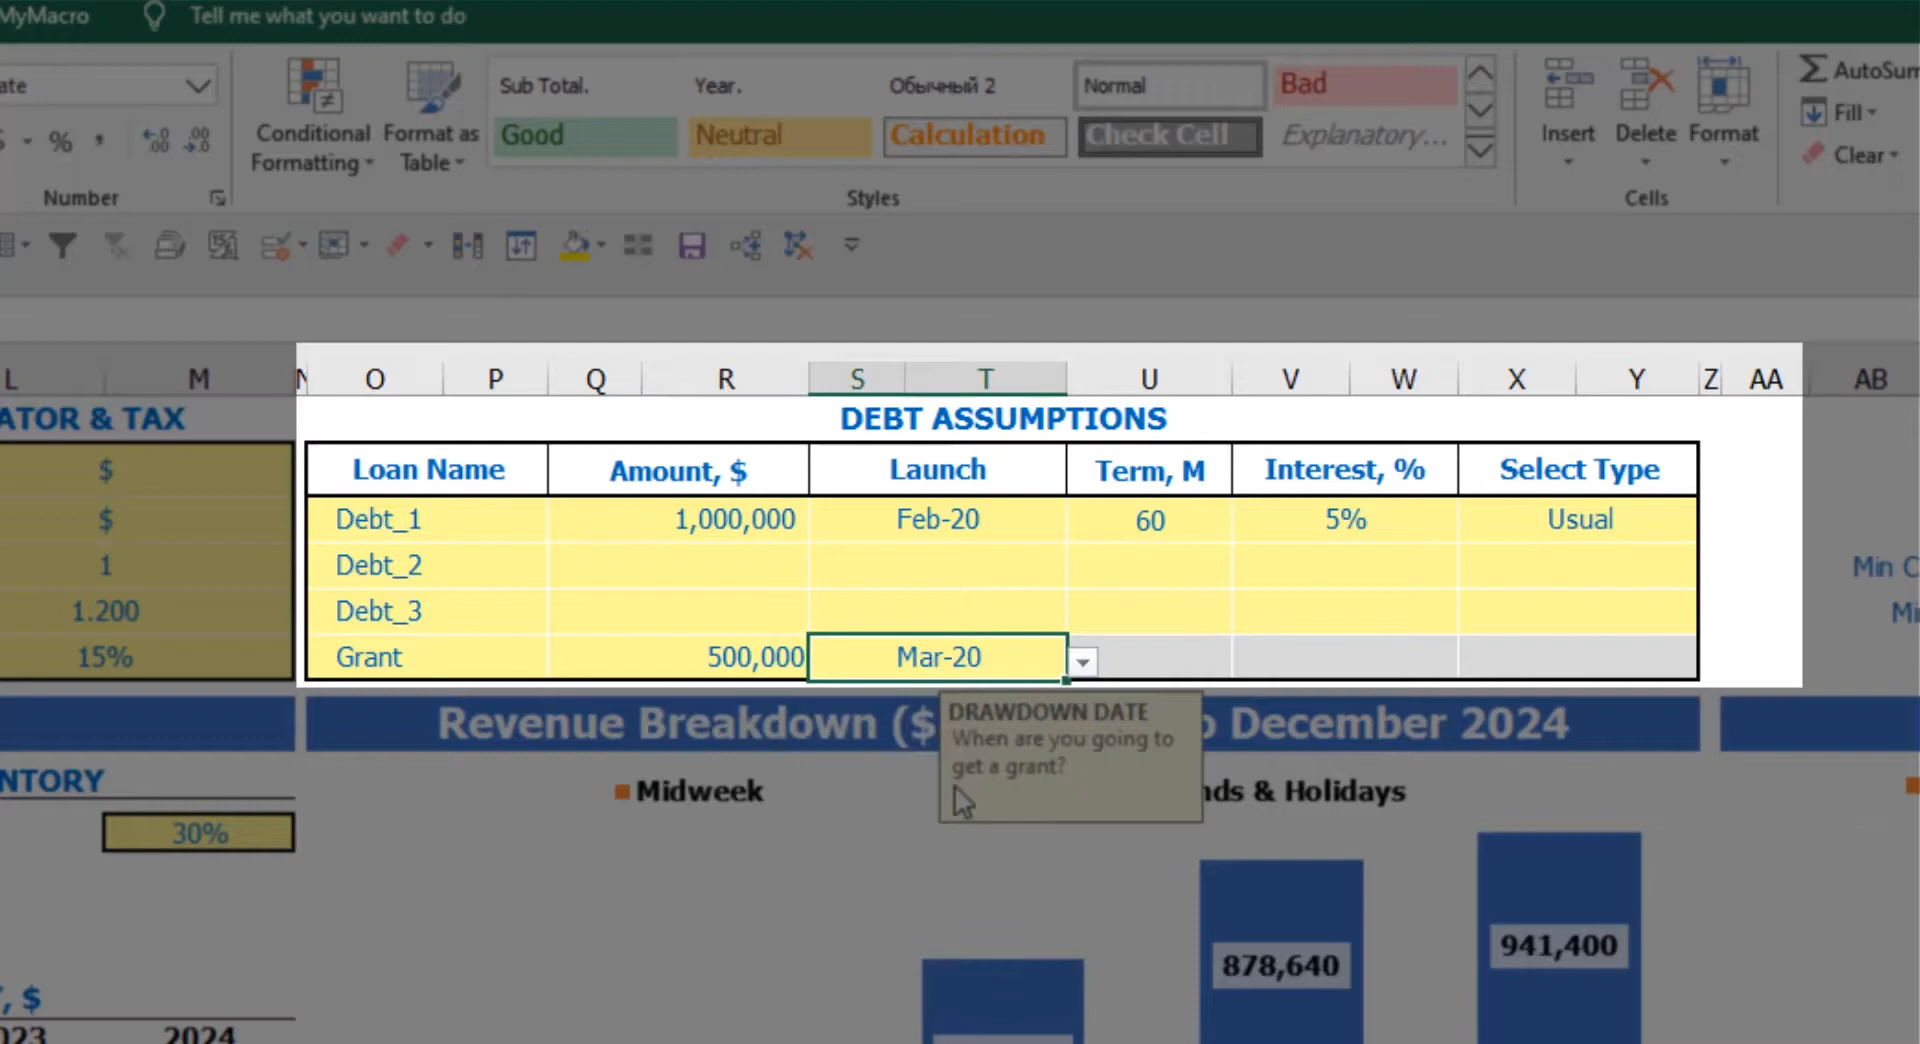 MyMacro Tell me what you want to do
Sub Total. Year. Обычный 2 Normal Bad
Conditional Formatting Format as Table
Good Neutral Calculation Check Cell Explanatory...
Insert Delete Format
AutoSum
Fill
Clear
Number Styles Cells
L M N O P Q R S T U V W X Y Z AA AB
ATOR & TAX DEBT ASSUMPTIONS
$ Loan Name Amount, $ Launch Term, M Interest, % Select Type
$ Debt_1 1,000,000 Feb-20 60 5% Usual
1 Debt_2 Min C
1.200 Debt_3
15% Grant 500,000 Mar-20
Revenue Breakdown ($ o December 2024
DRAWDOWN DATE
When are you going to
get a grant?
NTORY
Midweek nds & Holidays
30%
878,640 941,400
, $
023 2024